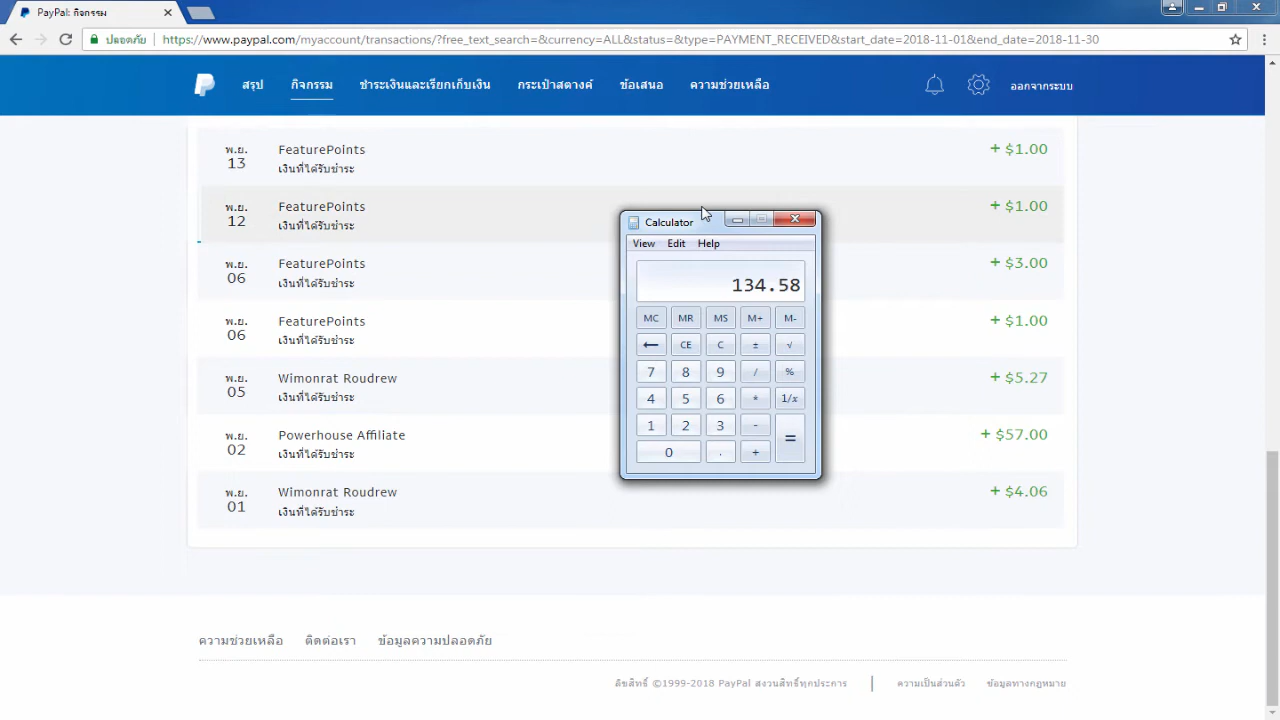 PayPal: กิจกรรม
ปลอดภัย
https://www.paypal.com/myaccount/transactions/?free_text_search=&currency=ALL&status=&type=PAYMENT_RECEIVED&start_date=2018-11-01&end_date=2018-11-30
สรุป กิจกรรม ชำระเงินและเรียกเก็บเงิน กระเป๋าสตางค์ ข้อเสนอ ความช่วยเหลือ ออกจากระบบ
พ.ย. 13 FeaturePoints + $1.00
เงินที่ได้รับชำระ
พ.ย. 12 FeaturePoints + $1.00
เงินที่ได้รับชำระ
พ.ย. 06 FeaturePoints + $3.00
เงินที่ได้รับชำระ
พ.ย. 06 FeaturePoints + $1.00
เงินที่ได้รับชำระ
พ.ย. 05 Wimonrat Roudrew + $5.27
เงินที่ได้รับชำระ
พ.ย. 02 Powerhouse Affiliate + $57.00
เงินที่ได้รับชำระ
พ.ย. 01 Wimonrat Roudrew + $4.06
เงินที่ได้รับชำระ
Calculator
View Edit Help
134.58
MC MR MS M+ M-
← CE C ± √
7 8 9 / %
4 5 6 * 1/x
1 2 3 - =
0 . +
ความช่วยเหลือ ติดต่อเรา ข้อมูลความปลอดภัย
ลิขสิทธิ์ ©1999-2018 PayPal สงวนสิทธิ์ทุกประการ | ความเป็นส่วนตัว ข้อมูลทางกฎหมาย